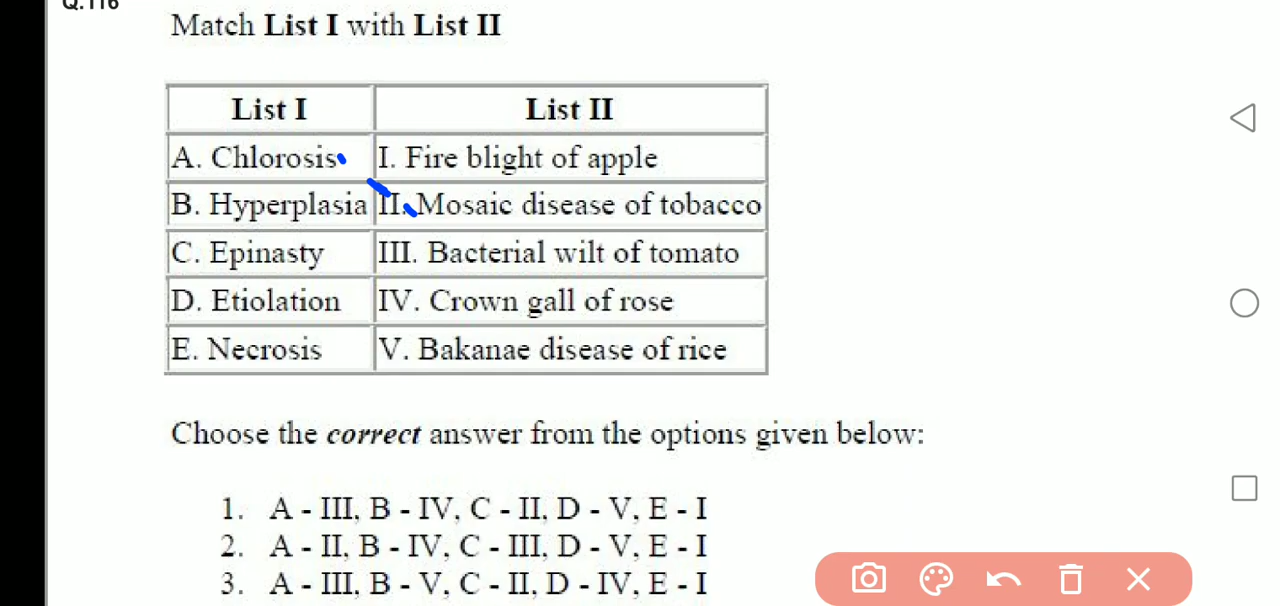 Q.116
Match List I with List II
List I List II
A. Chlorosis I. Fire blight of apple
B. Hyperplasia II. Mosaic disease of tobacco
C. Epinasty III. Bacterial wilt of tomato
D. Etiolation IV. Crown gall of rose
E. Necrosis V. Bakanae disease of rice
Choose the correct answer from the options given below:
1. A - III, B - IV, C - II, D - V, E - I
2. A - II, B - IV, C - III, D - V, E - I
3. A - III, B - V, C - II, D - IV, E - I